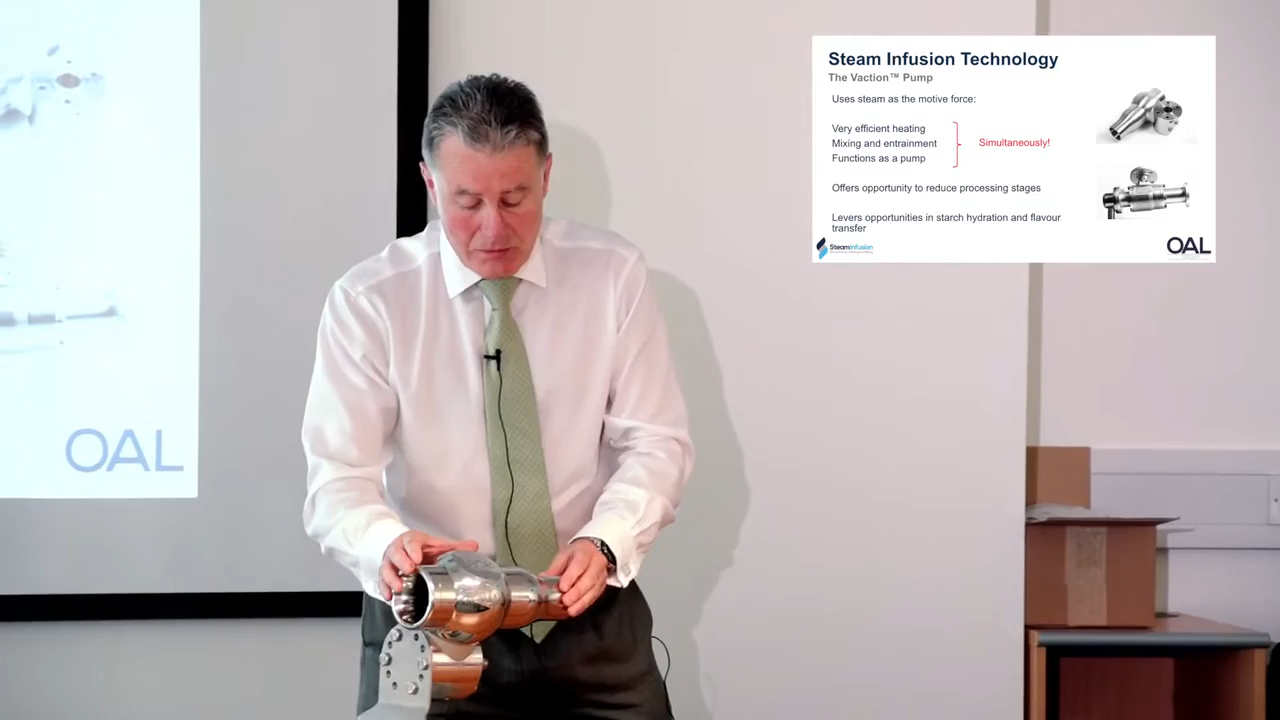 Steam Infusion Technology
The Vaction™ Pump
Uses steam as the motive force:
Very efficient heating
Mixing and entrainment
Functions as a pump
Simultaneously!
Offers opportunity to reduce processing stages
Levers opportunities in starch hydration and flavour
transfer
SteamInfusion
OAL
OAL